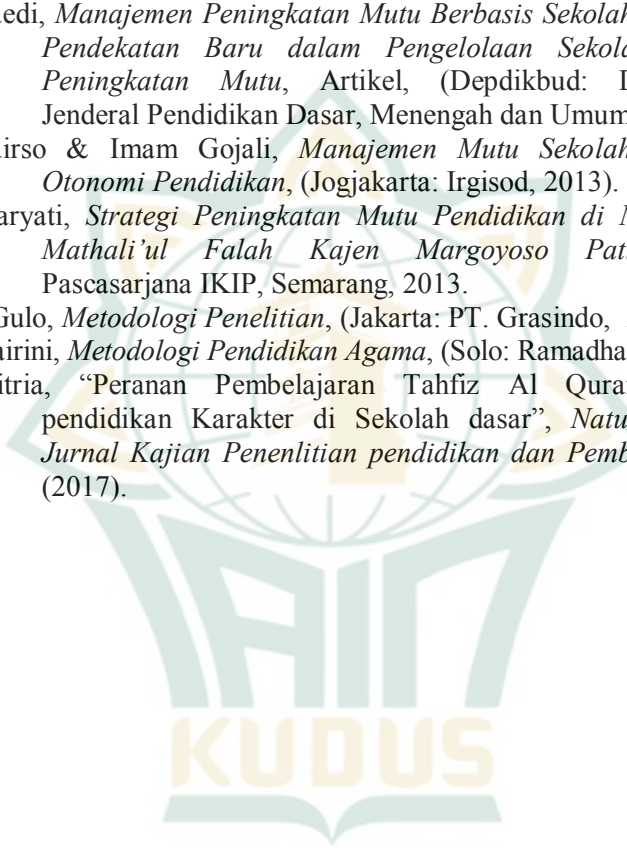 aedi, Manajemen Peningkatan Mutu Berbasis Sekolah
Pendekatan Baru dalam Pengelolaan Sekola
Peningkatan Mutu, Artikel, (Depdikbud: D
Jenderal Pendidikan Dasar, Menengah dan Umum
airso & Imam Gojali, Manajemen Mutu Sekolah
Otonomi Pendidikan, (Jogjakarta: Irgisod, 2013).
aryati, Strategi Peningkatan Mutu Pendidikan di M
Mathali’ul Falah Kajen Margoyoso Pat
Pascasarjana IKIP, Semarang, 2013.
Gulo, Metodologi Penelitian, (Jakarta: PT. Grasindo,
airini, Metodologi Pendidikan Agama, (Solo: Ramadha
itria, “Peranan Pembelajaran Tahfiz Al Qura
pendidikan Karakter di Sekolah dasar”, Natu
Jurnal Kajian Penenlitian pendidikan dan Pemb
(2017).
IAIN
KUDUS